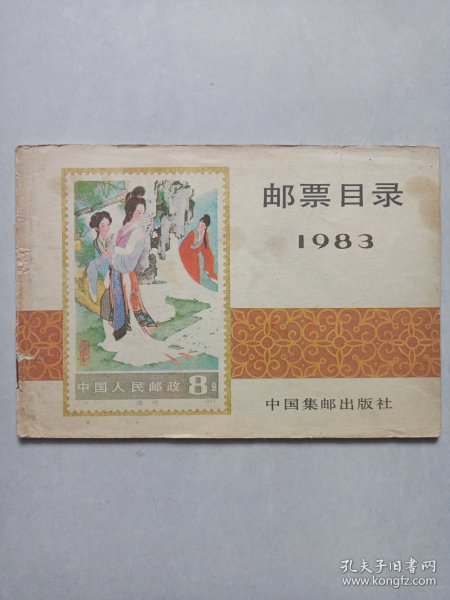 邮票目录
1983
中国人民邮政 8分
中国集邮出版社
孔夫子旧书网
www.kongfz.com